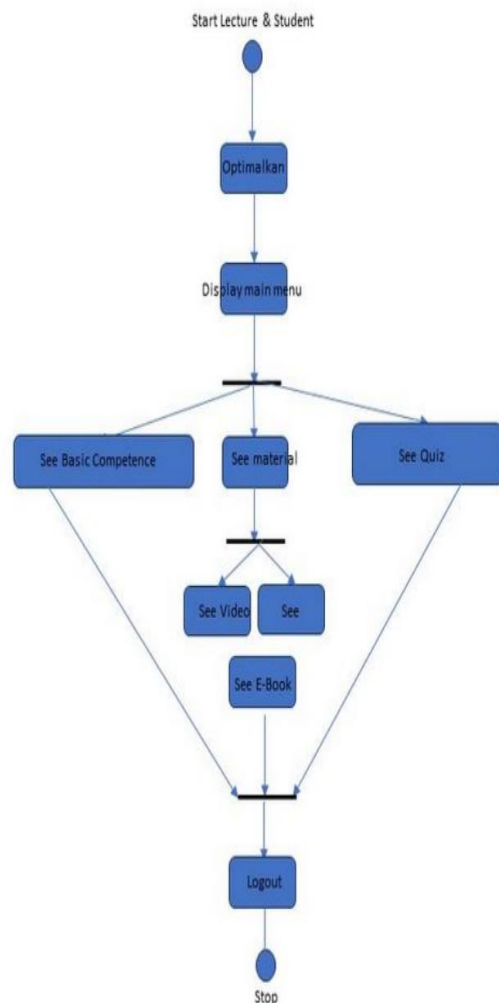 Start Lecture & Student
Optimalkan
Display main menu
See Basic Competence
See material
See Quiz
See Video
See
See E-Book
Logout
Stop